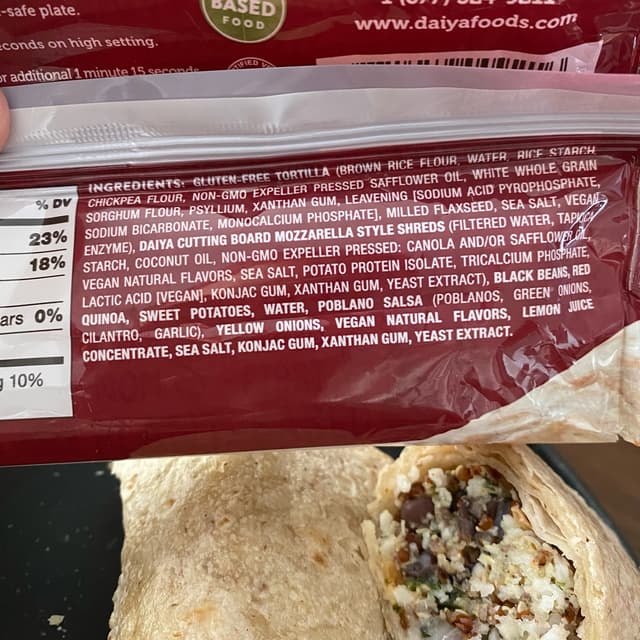 -safe plate.
BASED
FOOD
www.daiyafoods.com
econds on high setting.
or additional 1 minute 15 seconds
INGREDIENTS: GLUTEN-FREE TORTILLA (BROWN RICE FLOUR, WATER, RICE STARCH,
CHICKPEA FLOUR, NON-GMO EXPELLER PRESSED SAFFLOWER OIL, WHITE WHOLE GRAIN
SORGHUM FLOUR, PSYLLIUM, XANTHAN GUM, LEAVENING [SODIUM ACID PYROPHOSPHATE,
SODIUM BICARBONATE, MONOCALCIUM PHOSPHATE], MILLED FLAXSEED, SEA SALT, VEGAN
ENZYME), DAIYA CUTTING BOARD MOZZARELLA STYLE SHREDS (FILTERED WATER, TAPIOCA
STARCH, COCONUT OIL, NON-GMO EXPELLER PRESSED: CANOLA AND/OR SAFFLOWER OIL,
VEGAN NATURAL FLAVORS, SEA SALT, POTATO PROTEIN ISOLATE, TRICALCIUM PHOSPHATE,
LACTIC ACID [VEGAN], KONJAC GUM, XANTHAN GUM, YEAST EXTRACT), BLACK BEANS, RED
QUINOA, SWEET POTATOES, WATER, POBLANO SALSA (POBLANOS, GREEN ONIONS,
CILANTRO, GARLIC), YELLOW ONIONS, VEGAN NATURAL FLAVORS, LEMON JUICE
CONCENTRATE, SEA SALT, KONJAC GUM, XANTHAN GUM, YEAST EXTRACT.
% DV
23%
18%
ars 0%
g 10%